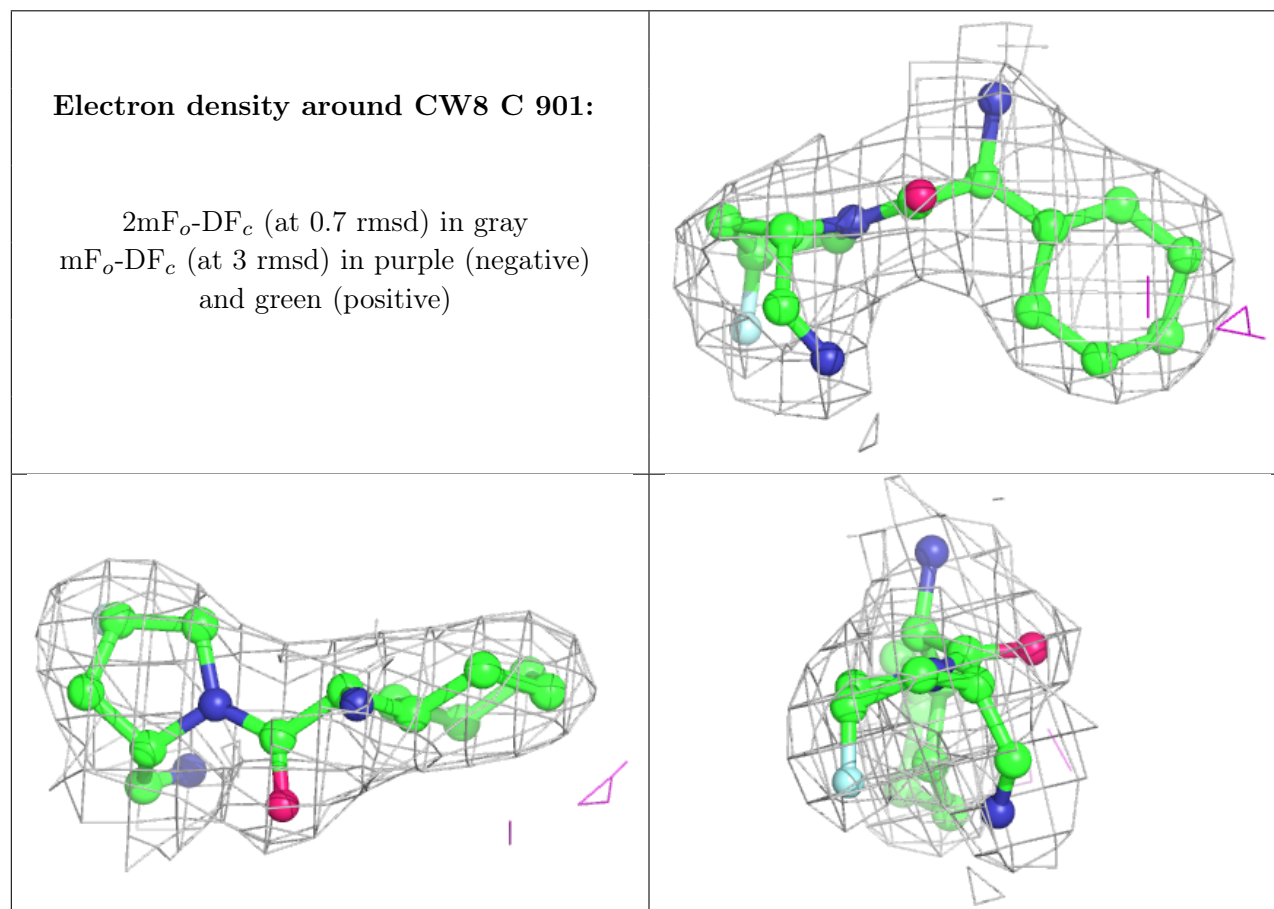 Electron density around CW8 C 901:
2mFo-DFc (at 0.7 rmsd) in gray
mFo-DFc (at 3 rmsd) in purple (negative)
and green (positive)